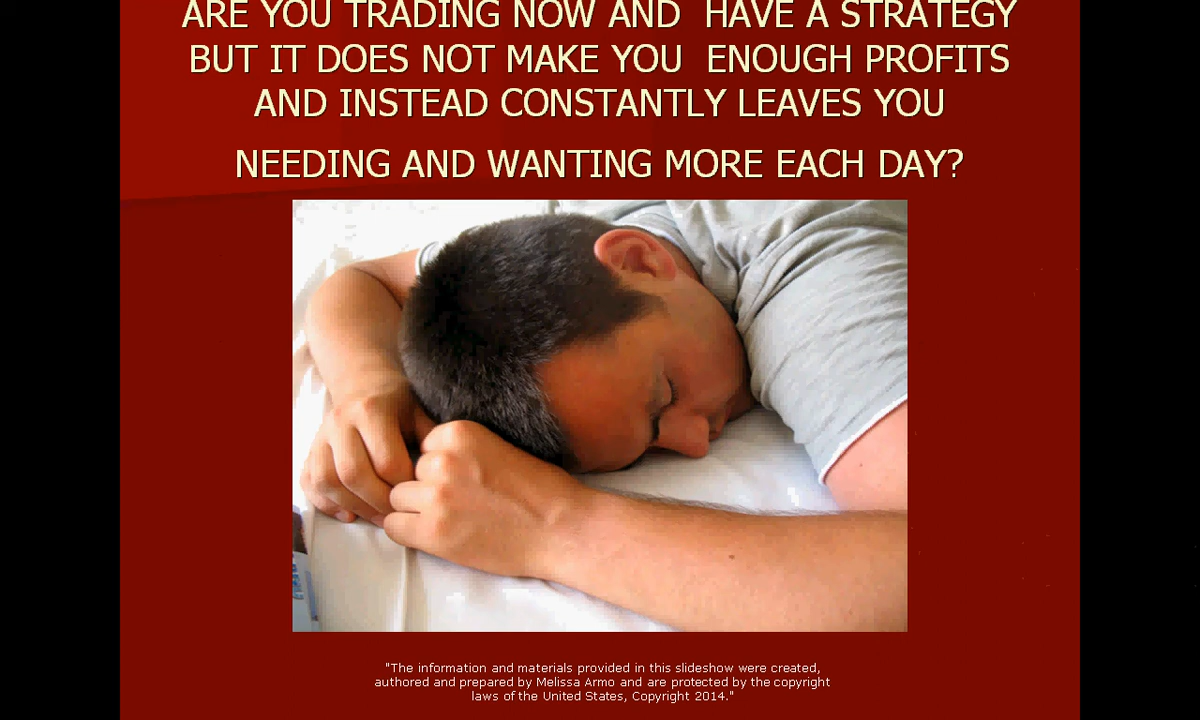 ARE YOU TRADING NOW AND HAVE A STRATEGY
BUT IT DOES NOT MAKE YOU ENOUGH PROFITS
AND INSTEAD CONSTANTLY LEAVES YOU
NEEDING AND WANTING MORE EACH DAY?
"The information and materials provided in this slideshow were created,
authored and prepared by Melissa Armo and are protected by the copyright
laws of the United States, Copyright 2014."